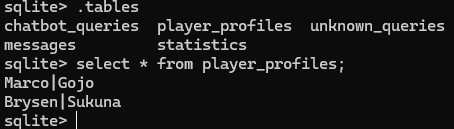 sqlite> .tables
chatbot_queries  player_profiles  unknown_queries
messages         statistics
sqlite> select * from player_profiles;
Marco|Gojo
Brysen|Sukuna
sqlite>